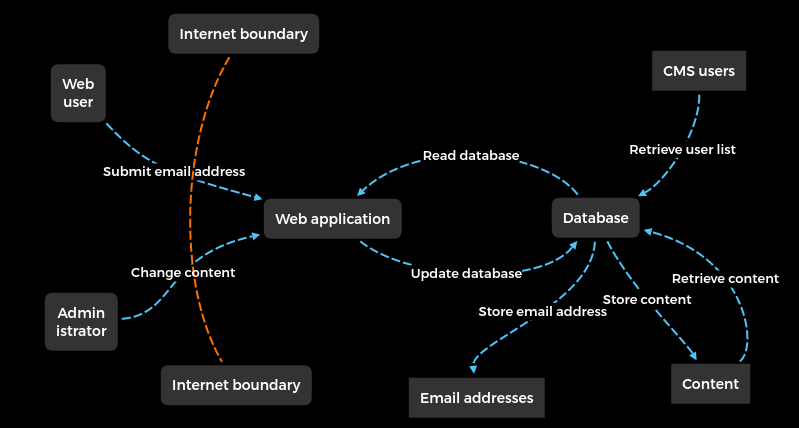 Internet boundary
CMS users
Web
user
Read database
Retrieve user list
Submit email address
Web application
Database
Change content
Update database
Retrieve content
Store content
Store email address
Admin
istrator
Internet boundary
Email addresses
Content